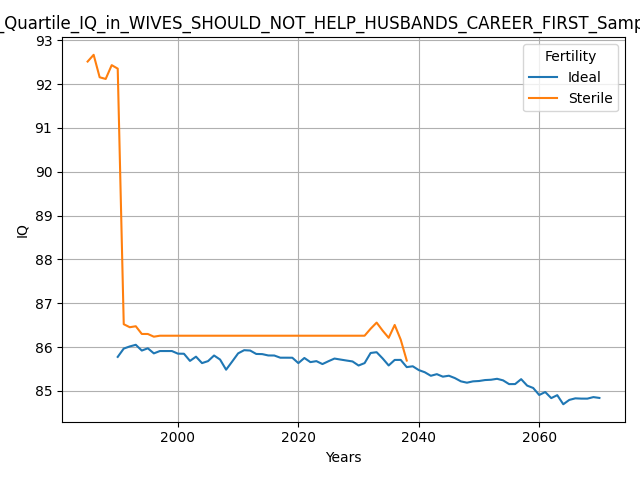 _Quartile_IQ_in_WIVES_SHOULD_NOT_HELP_HUSBANDS_CAREER_FIRST_Samp
93
92
91
90
89
88
87
86
85
IQ
Fertility
Ideal
Sterile
2000 2020 2040 2060
Years